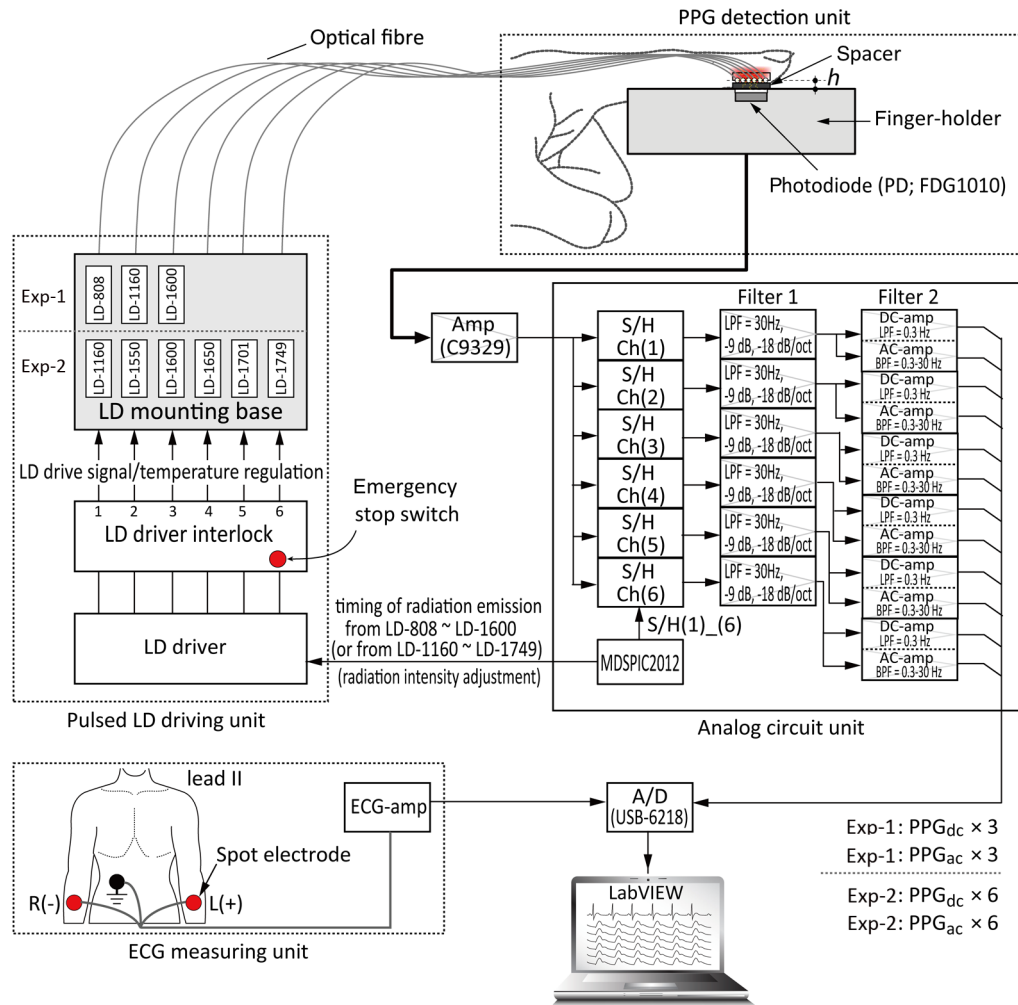 PPG detection unit
Optical fibre
Spacer
h
Finger-holder
Photodiode (PD; FDG1010)
Exp-1
LD-808
LD-1160
LD-1600
Exp-2
LD-1160
LD-1550
LD-1600
LD-1650
LD-1701
LD-1749
LD mounting base
LD drive signal/temperature regulation
1 2 3 4 5 6
LD driver interlock
Emergency
stop switch
LD driver
Pulsed LD driving unit
timing of radiation emission
from LD-808 ~ LD-1600
(or from LD-1160 ~ LD-1749)
(radiation intensity adjustment)
Amp
(C9329)
S/H
Ch(1)
S/H
Ch(2)
S/H
Ch(3)
S/H
Ch(4)
S/H
Ch(5)
S/H
Ch(6)
S/H(1)_(6)
MDSPIC2012
Filter 1
LPF = 30Hz,
-9 dB, -18 dB/oct
LPF = 30Hz,
-9 dB, -18 dB/oct
LPF = 30Hz,
-9 dB, -18 dB/oct
LPF = 30Hz,
-9 dB, -18 dB/oct
LPF = 30Hz,
-9 dB, -18 dB/oct
LPF = 30Hz,
-9 dB, -18 dB/oct
Filter 2
DC-amp
LPF = 0.3 Hz
AC-amp
BPF = 0.3-30 Hz
DC-amp
LPF = 0.3 Hz
AC-amp
BPF = 0.3-30 Hz
DC-amp
LPF = 0.3 Hz
AC-amp
BPF = 0.3-30 Hz
DC-amp
LPF = 0.3 Hz
AC-amp
BPF = 0.3-30 Hz
DC-amp
LPF = 0.3 Hz
AC-amp
BPF = 0.3-30 Hz
DC-amp
LPF = 0.3 Hz
AC-amp
BPF = 0.3-30 Hz
Analog circuit unit
lead II
Spot electrode
R(-)
L(+)
ECG-amp
ECG measuring unit
A/D
(USB-6218)
LabVIEW
Exp-1: PPGdc × 3
Exp-1: PPGac × 3
Exp-2: PPGdc × 6
Exp-2: PPGac × 6